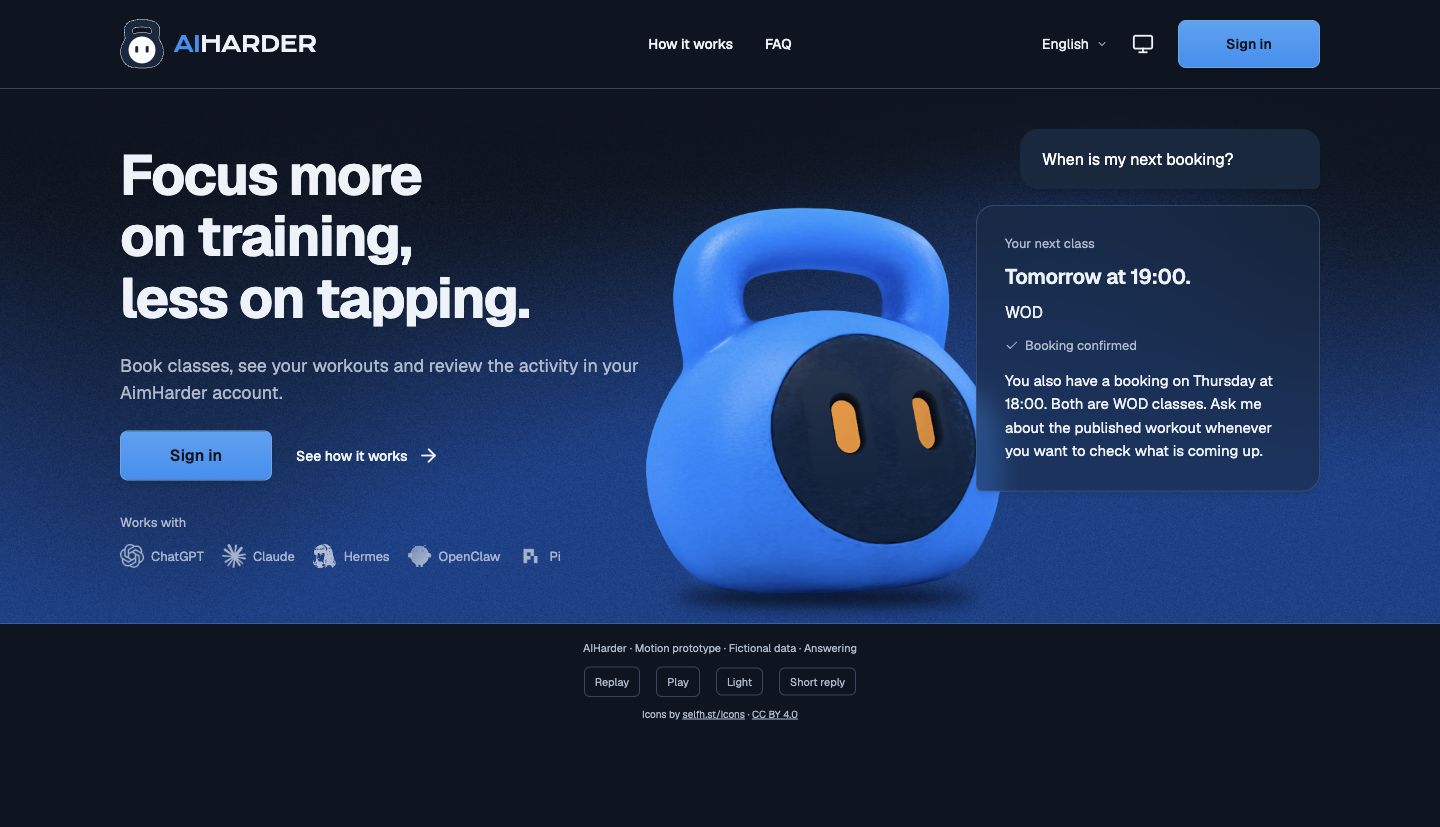 AIHARDER
How it works
FAQ
English
Sign in
Focus more
on training,
less on tapping.
Book classes, see your workouts and review the activity in your
AimHarder account.
Sign in
See how it works
Works with
ChatGPT
Claude
Hermes
OpenClaw
Pi
When is my next booking?
Your next class
Tomorrow at 19:00.
WOD
Booking confirmed
You also have a booking on Thursday at
18:00. Both are WOD classes. Ask me
about the published workout whenever
you want to check what is coming up.
AIHarder · Motion prototype · Fictional data · Answering
Replay
Play
Light
Short reply
Icons by selfh.st/icons · CC BY 4.0